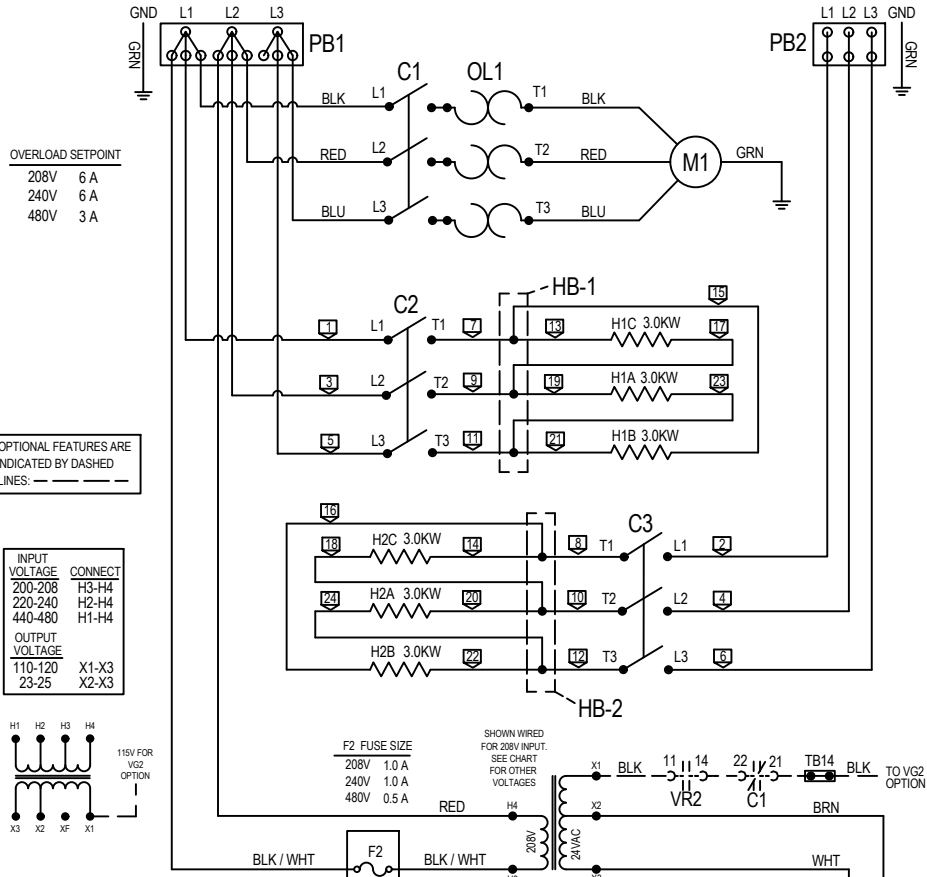 GND L1 L2 L3
PB1
GRN
L1 L2 L3 GND
PB2
GRN
C1 OL1
BLK L1 T1 BLK
RED L2 T2 RED
BLU L3 T3 BLU
M1 GRN
OVERLOAD SETPOINT
208V 6 A
240V 6 A
480V 3 A
HB-1
C2
15
1 L1 T1 7 13 H1C 3.0KW 17
3 L2 T2 9 19 H1A 3.0KW 23
5 L3 T3 11 21 H1B 3.0KW
OPTIONAL FEATURES ARE
INDICATED BY DASHED
LINES:
16
C3
18 H2C 3.0KW 14 8 T1 L1 2
24 H2A 3.0KW 20 10 T2 L2 4
H2B 3.0KW 22 12 T3 L3 6
HB-2
INPUT
VOLTAGE CONNECT
200-208 H3-H4
220-240 H2-H4
440-480 H1-H4
OUTPUT
VOLTAGE
110-120 X1-X3
23-25 X2-X3
H1 H2 H3 H4
115V FOR
VG2
OPTION
X3 X2 XF X1
F2 FUSE SIZE
208V 1.0 A
240V 1.0 A
480V 0.5 A
SHOWN WIRED
FOR 208V INPUT.
SEE CHART
FOR OTHER
VOLTAGES
X1 BLK 11 14 22 21 TB14 BLK TO VG2
OPTION
VR2 C1
RED H4 X2 BRN
208V 24VAC
BLK / WHT F2 BLK / WHT
WHT